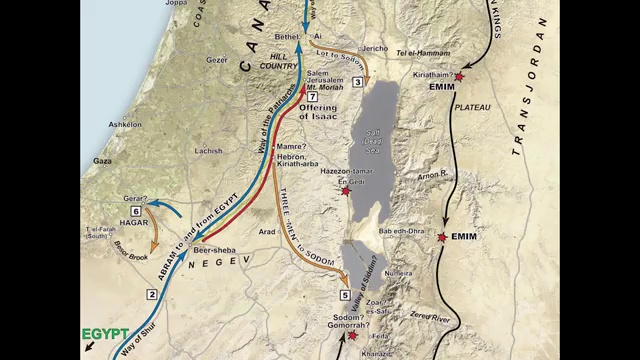 Joppa
COAS
CANA
Way
N KINGS
Bethel
Ai
Jericho
Lot to Sodom
Tel el-Hammam
Gezer
HILL
COUNTRY
Salem
Jerusalem
Mt. Moriah
3
Kiriathaim?
EMIM
7
Offering
of Isaac
PLATEAU
TRANSJORDAN
Way of the Patriarchs
Ashkelon
Salt
(Dead
Sea)
Lachish
Mamre?
Hebron,
Kiriath-arba
Gaza
Hazezon-tamar
En Gedi
Arnon R.
Gerar?
6
HAGAR
T. el-Farah
(South)
Besor Brook
ABRAM to and from EGYPT
THREE "MEN" to SODOM
Arad
Bab edh-Dhra
EMIM
Beer-sheba
NEGEV
Numeira
Valley of Siddim?
2
5
Zoar?
es-Safi
Sodom?
Gomorrah?
Zered River
EGYPT
Way of Shur
Feifa
Khanazir